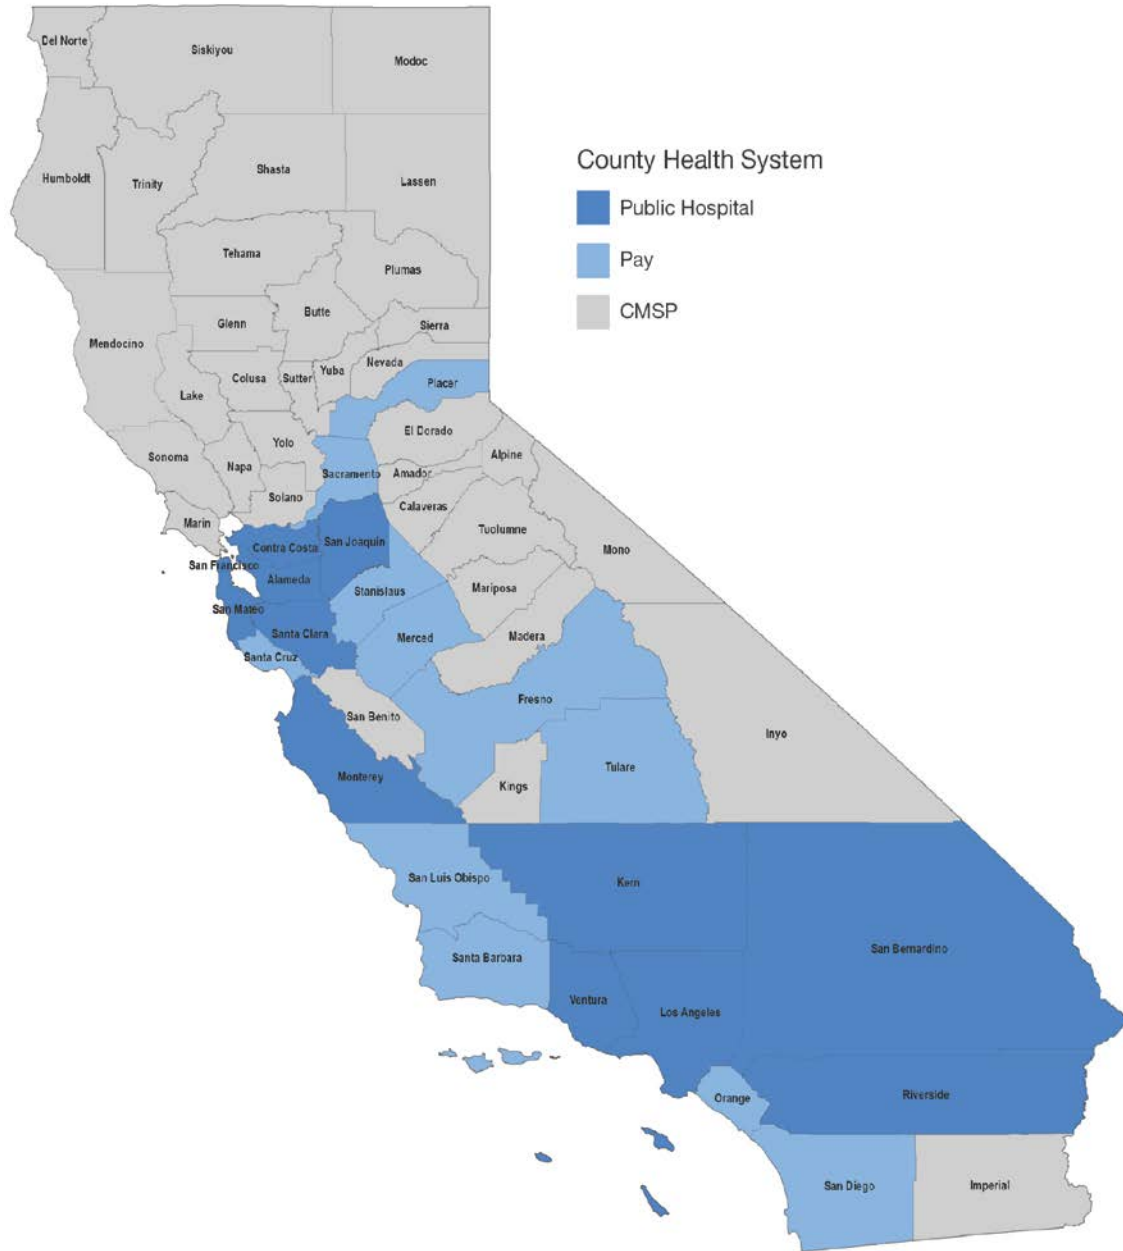 Del Norte
Siskiyou
Modoc
Humboldt
Trinity
Shasta
Lassen
County Health System
Public Hospital
Pay
CMSP
Tehama
Plumas
Butte
Glenn
Sierra
Mendocino
Nevada
Yuba
Colusa
Sutter
Placer
Lake
El Dorado
Yolo
Sonoma
Napa
Alpine
Sacramento
Amador
Solano
Calaveras
Marin
Tuolumne
San Joaquin
Contra Costa
Mono
San Francisco
Alameda
Stanislaus
Mariposa
San Mateo
Santa Clara
Merced
Madera
Santa Cruz
Fresno
San Benito
Inyo
Tulare
Monterey
Kings
San Luis Obispo
Kern
San Bernardino
Santa Barbara
Ventura
Los Angeles
Orange
Riverside
San Diego
Imperial